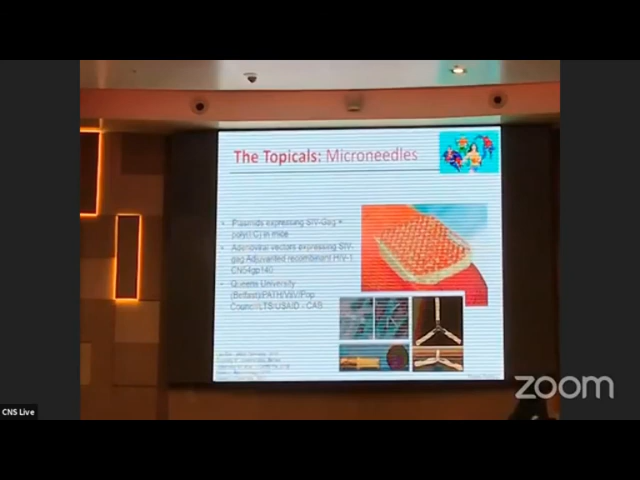 The Topicals: Microneedles
• Plasmids expressing SIV-Gag +
poly(I:C) in mice
• Adenoviral vectors expressing SIV-
gag Adjuvanted recombinant HIV-1
CN54gp140
• Queens University
(Belfast)/PATH/ViiV/Pop
Council/LTS/USAID - CAB
zoom
CNS Live